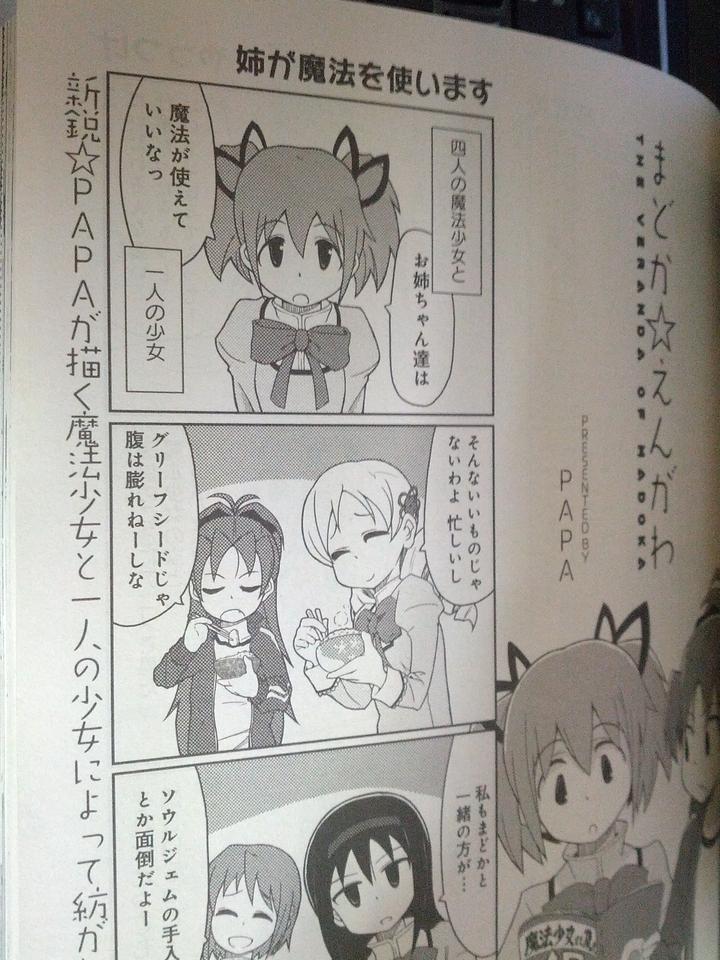 まどか☆えんがわ
THE VERANDA OF MADOKA
PRESENTED BY
PAPA
姉が魔法を使います
四人の魔法少女と
お姉ちゃん達は
魔法が使えて
いいなっ
一人の少女
そんないいものじゃ
ないわよ 忙しいし
グリーフシードじゃ
腹は膨れねーしな
私もまどかと
一緒の方が…
ソウルジェムの手入
とか面倒だよー
新説☆PAPAが描く魔法少女と一人の少女によって紡が
魔法少女